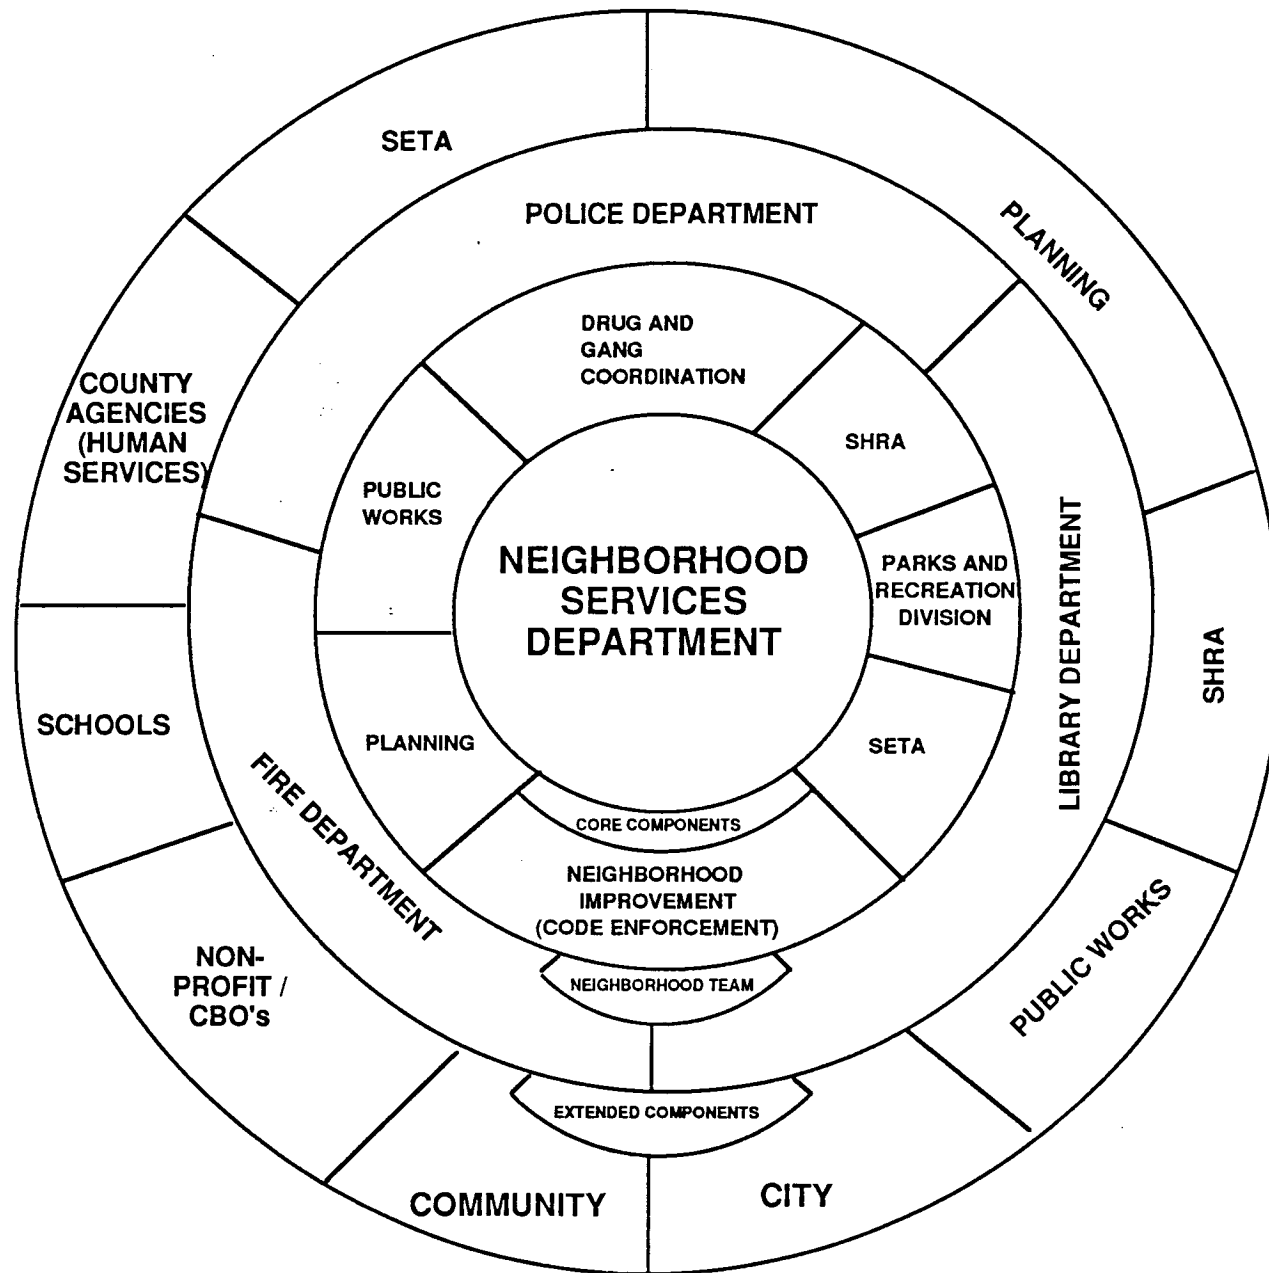 SETA
PLANNING
POLICE DEPARTMENT
DRUG AND
GANG
COORDINATION
COUNTY
AGENCIES
(HUMAN
SERVICES)
SHRA
PUBLIC
WORKS
NEIGHBORHOOD
SERVICES
DEPARTMENT
PARKS AND
RECREATION
DIVISION
LIBRARY DEPARTMENT
SHRA
SCHOOLS
PLANNING
SETA
FIRE DEPARTMENT
CORE COMPONENTS
NEIGHBORHOOD
IMPROVEMENT
(CODE ENFORCEMENT)
PUBLIC WORKS
NON-
PROFIT /
CBO's
NEIGHBORHOOD TEAM
EXTENDED COMPONENTS
COMMUNITY
CITY